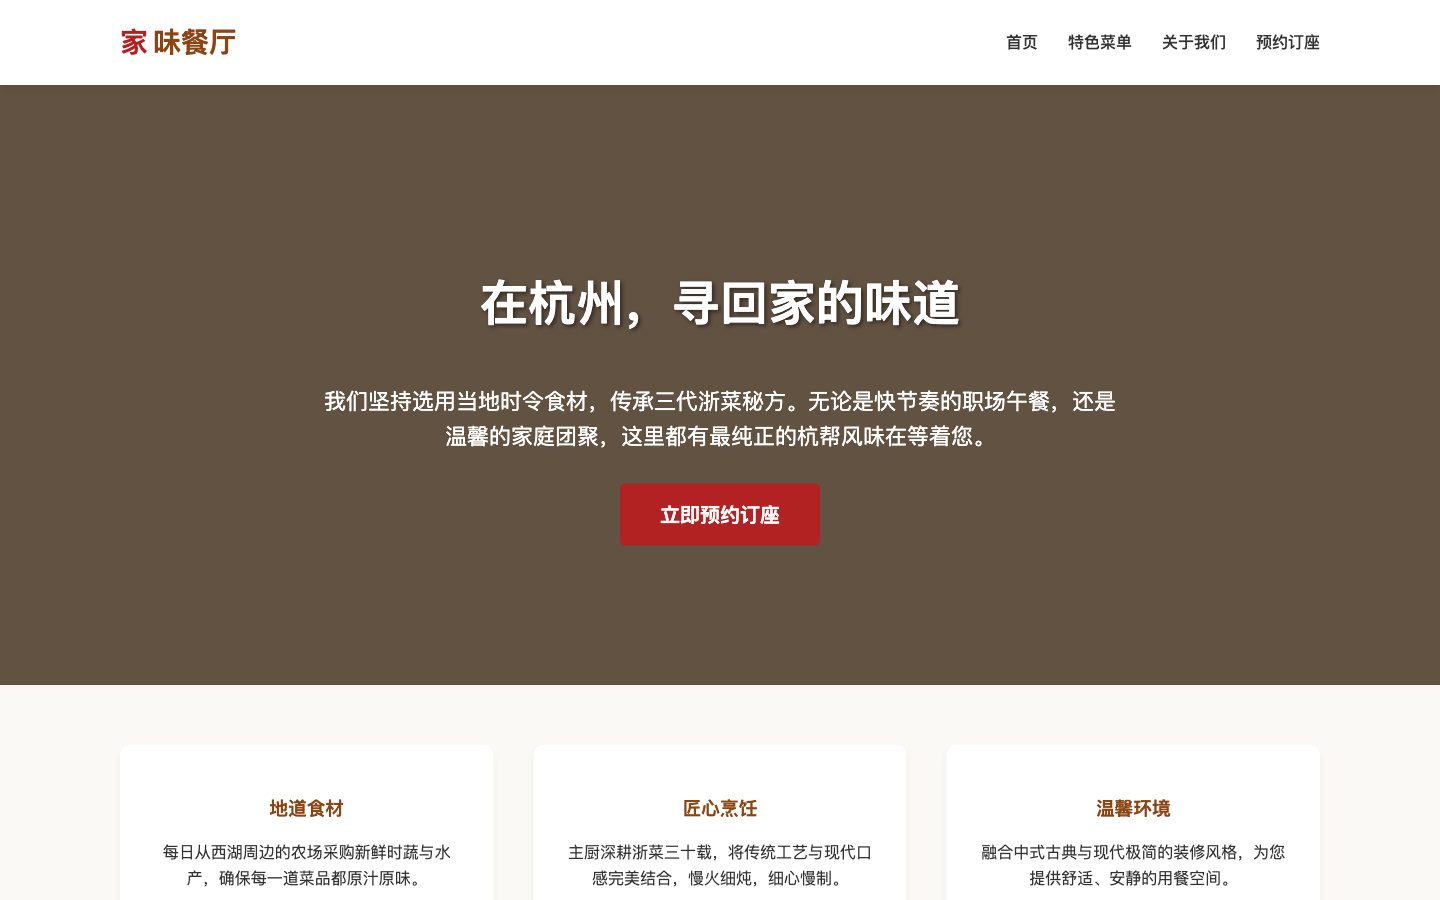 家 味餐厅
首页
特色菜单
关于我们
预约订座
在杭州，寻回家的味道
我们坚持选用当地时令食材，传承三代浙菜秘方。无论是快节奏的职场午餐，还是
温馨的家庭团聚，这里都有最纯正的杭帮风味在等着您。
立即预约订座
地道食材
每日从西湖周边的农场采购新鲜时蔬与水
产，确保每一道菜品都原汁原味。
匠心烹饪
主厨深耕浙菜三十载，将传统工艺与现代口
感完美结合，慢火细炖，细心慢制。
温馨环境
融合中式古典与现代极简的装修风格，为您
提供舒适、安静的用餐空间。